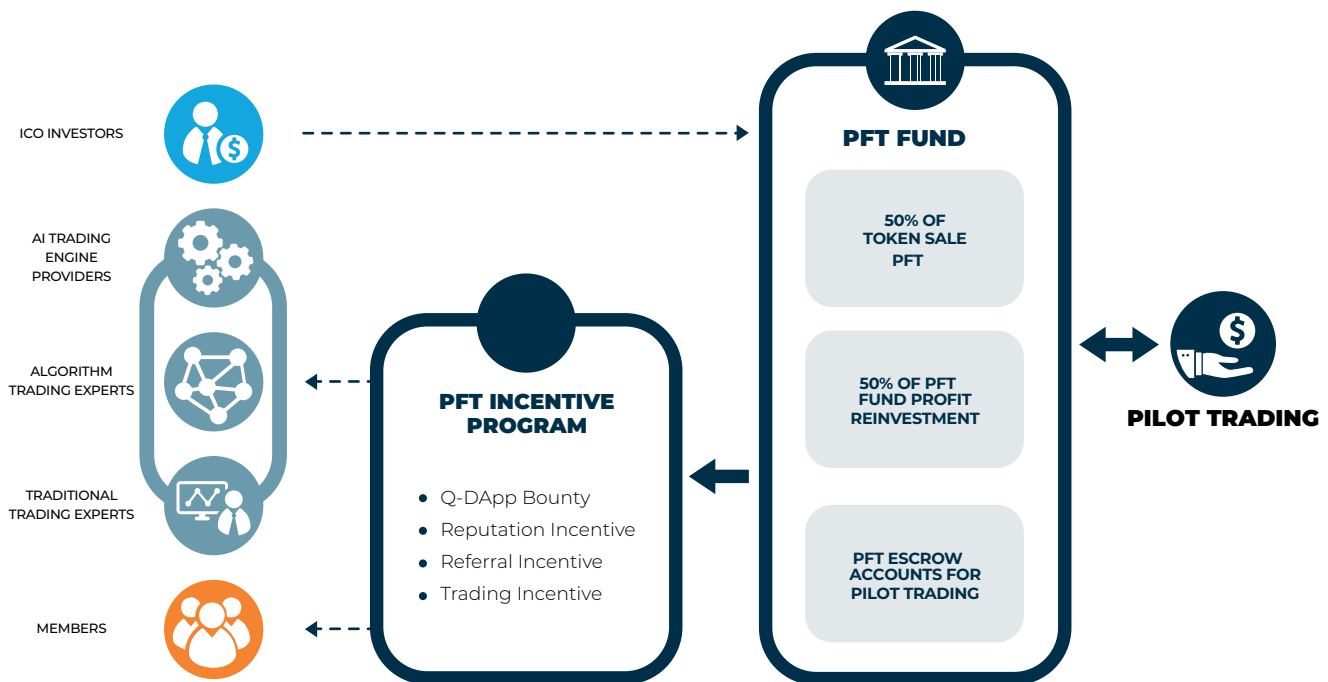 ICO INVESTORS
AI TRADING
ENGINE
PROVIDERS
ALGORITHM
TRADING EXPERTS
TRADITIONAL
TRADING EXPERTS
MEMBERS
$
PFT INCENTIVE
PROGRAM
• Q-DApp Bounty
• Reputation Incentive
• Referral Incentive
• Trading Incentive
PFT FUND
50% OF
TOKEN SALE
PFT
50% OF PFT
FUND PROFIT
REINVESTMENT
PFT ESCROW
ACCOUNTS FOR
PILOT TRADING
$
PILOT TRADING